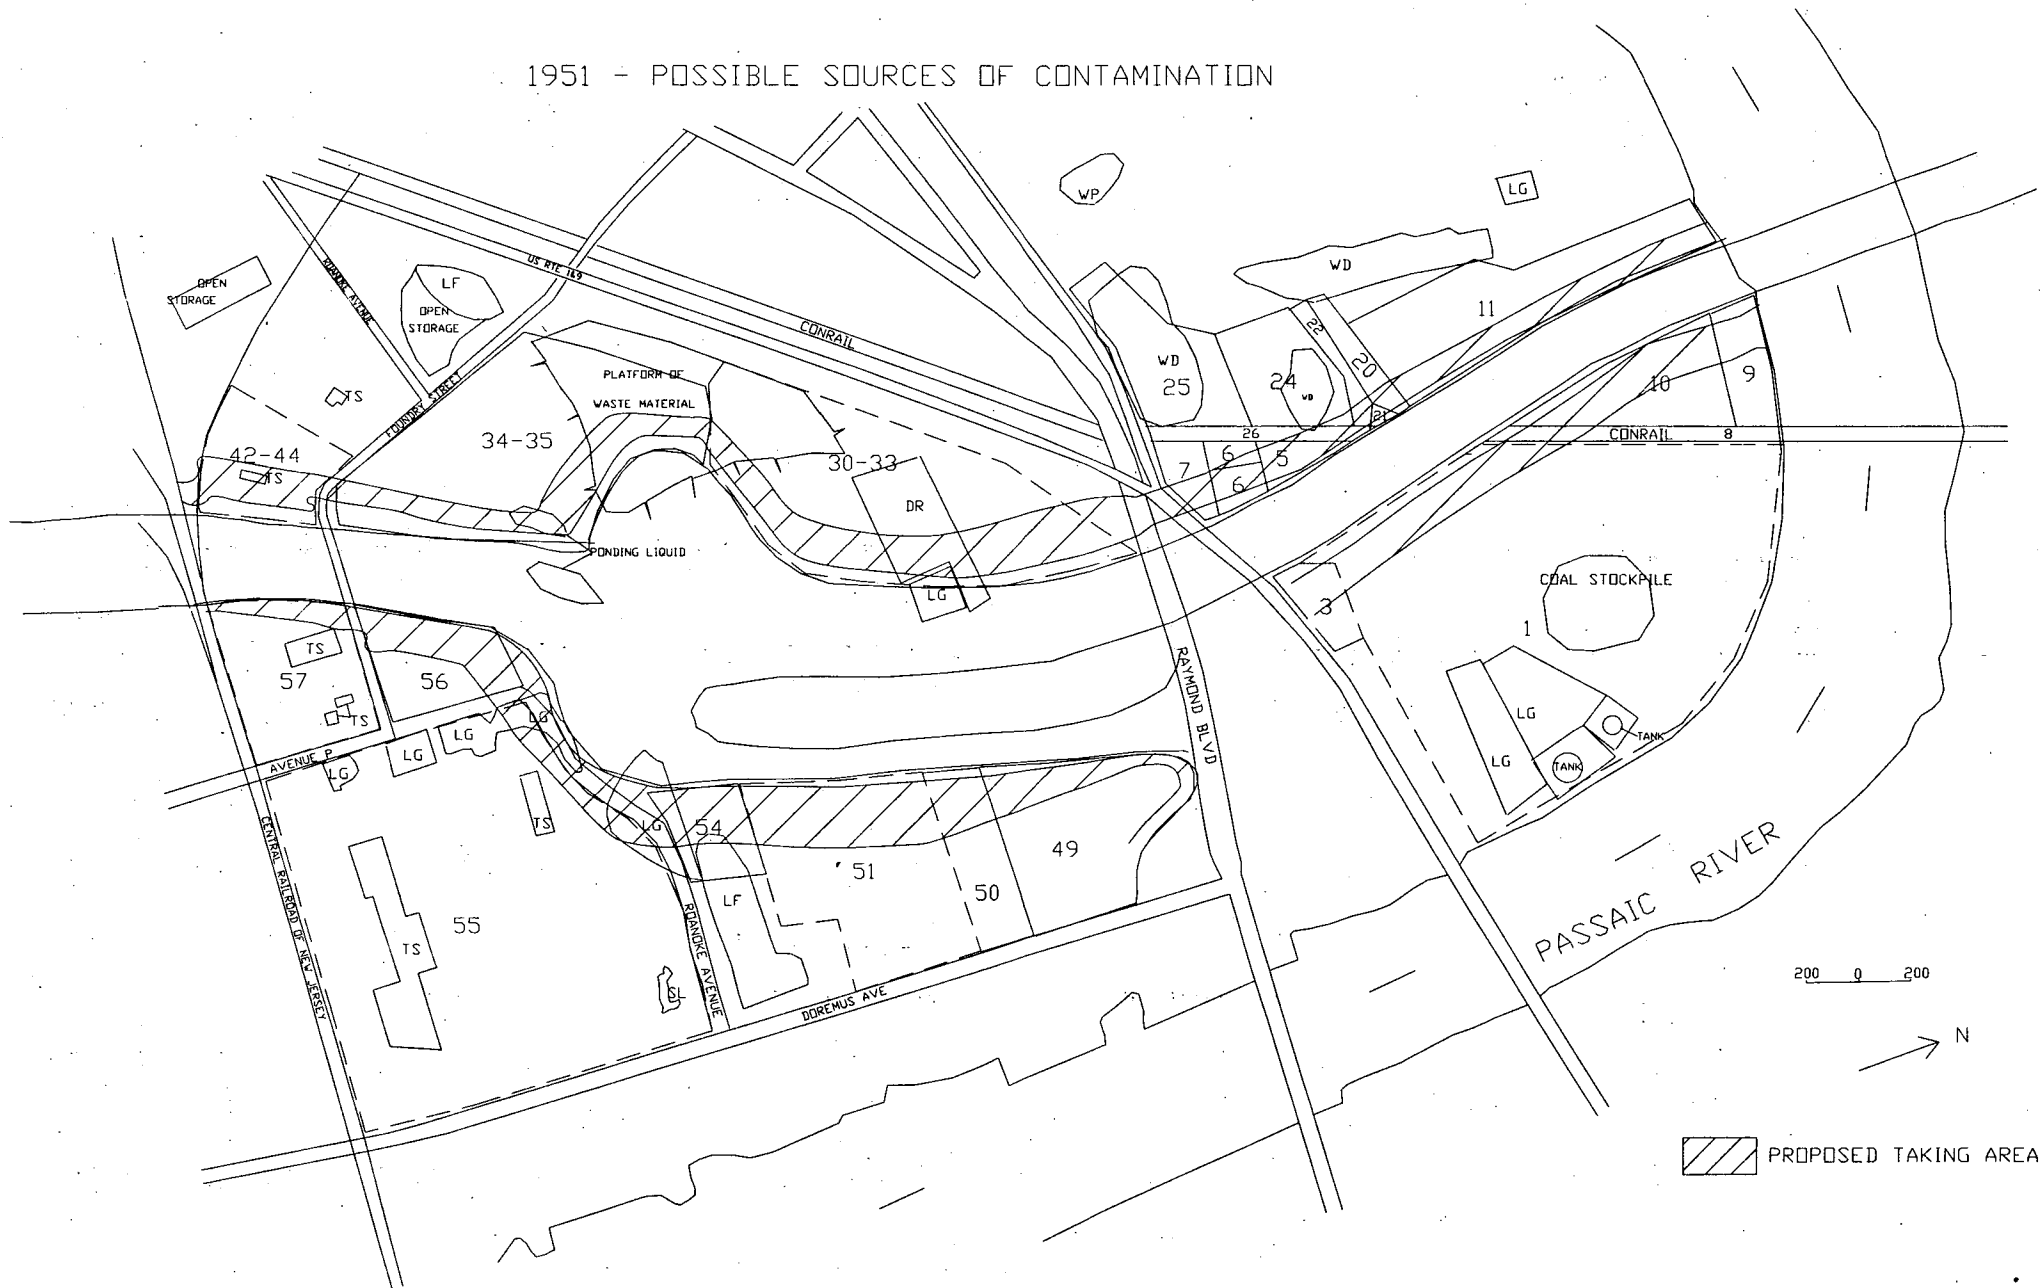 1951 - POSSIBLE SOURCES OF CONTAMINATION
WP
LG
WD
OPEN
STORAGE
ROANOKE AVENUE
LF
OPEN
STORAGE
US RTE 1&9
CONRAIL
11
22
20
WD
25
24
WD
21
10
9
TS
FOUNDRY STREET
PLATFORM OF
WASTE MATERIAL
34-35
30-33
42-44
TS
26
CONRAIL
8
7
6
5
6
DR
PONDING LIQUID
LG
COAL STOCKPILE
3
1
TS
57
56
TS
RAYMOND BLVD
LG
LG
LG
LG
AVENUE P
LG
TANK
LG
TANK
TS
LG
54
51
50
49
LF
CENTRAL RAILROAD OF NEW JERSEY
55
TS
ROANOKE AVENUE
SL
DOREMUS AVE
PASSAIC RIVER
200 0 200
N
PROPOSED TAKING AREA